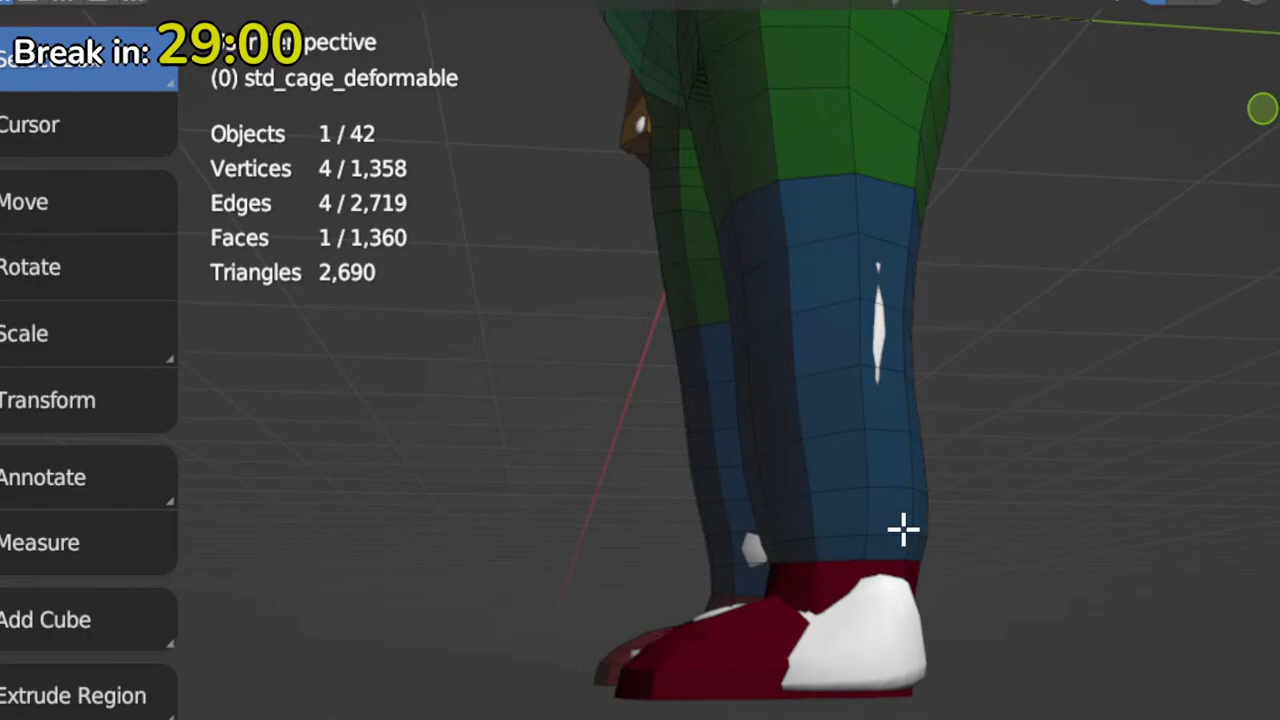 Break in: 29:00
perspective
(0) std_cage_deformable
Objects 1 / 42
Vertices 4 / 1,358
Edges 4 / 2,719
Faces 1 / 1,360
Triangles 2,690
Cursor
Move
Rotate
Scale
Transform
Annotate
Measure
Add Cube
Extrude Region